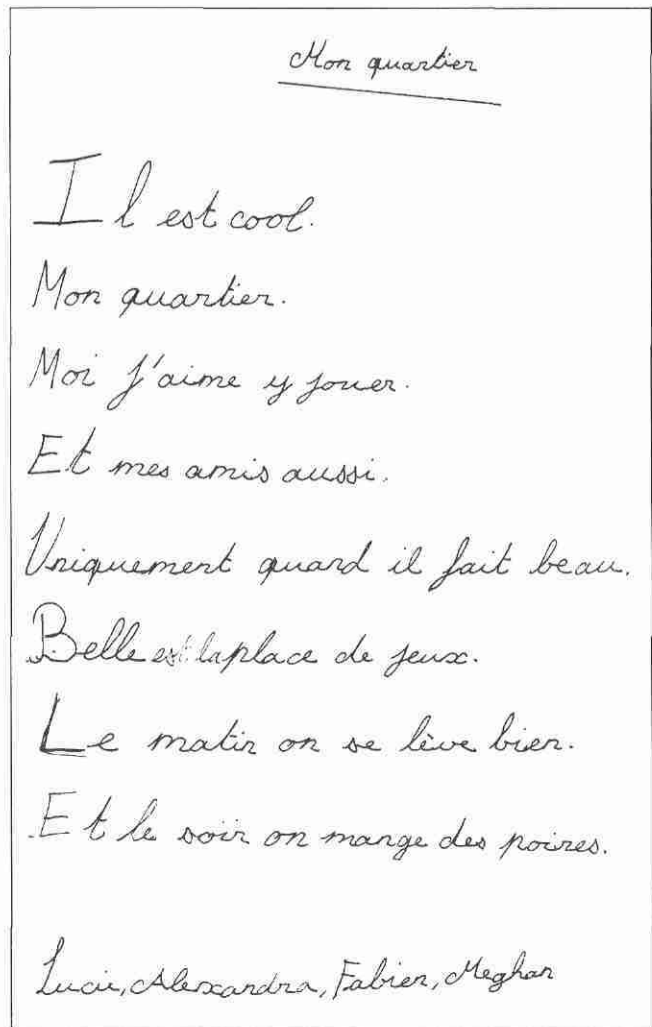 Mon quartier
Il est cool.
Mon quartier.
Moi j'aime y jouer.
Et mes amis aussi.
Uniquement quand il fait beau.
Belle est la place de jeux.
Le matin on se lève bien.
Et le soir on mange des poires.
Lucie, Alexandra, Fabien, Meghan